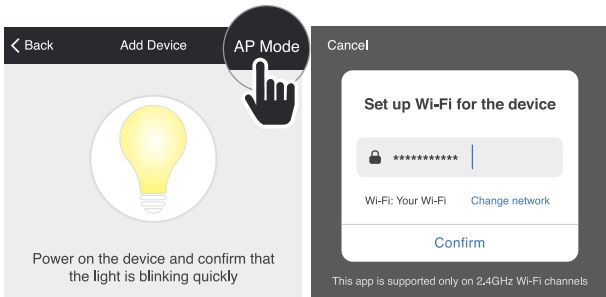 Back
Add Device
AP Mode
Power on the device and confirm that
the light is blinking quickly
Cancel
Set up Wi-Fi for the device
***********
Wi-Fi: Your Wi-Fi
Change network
Confirm
This app is supported only on 2.4GHz Wi-Fi channels